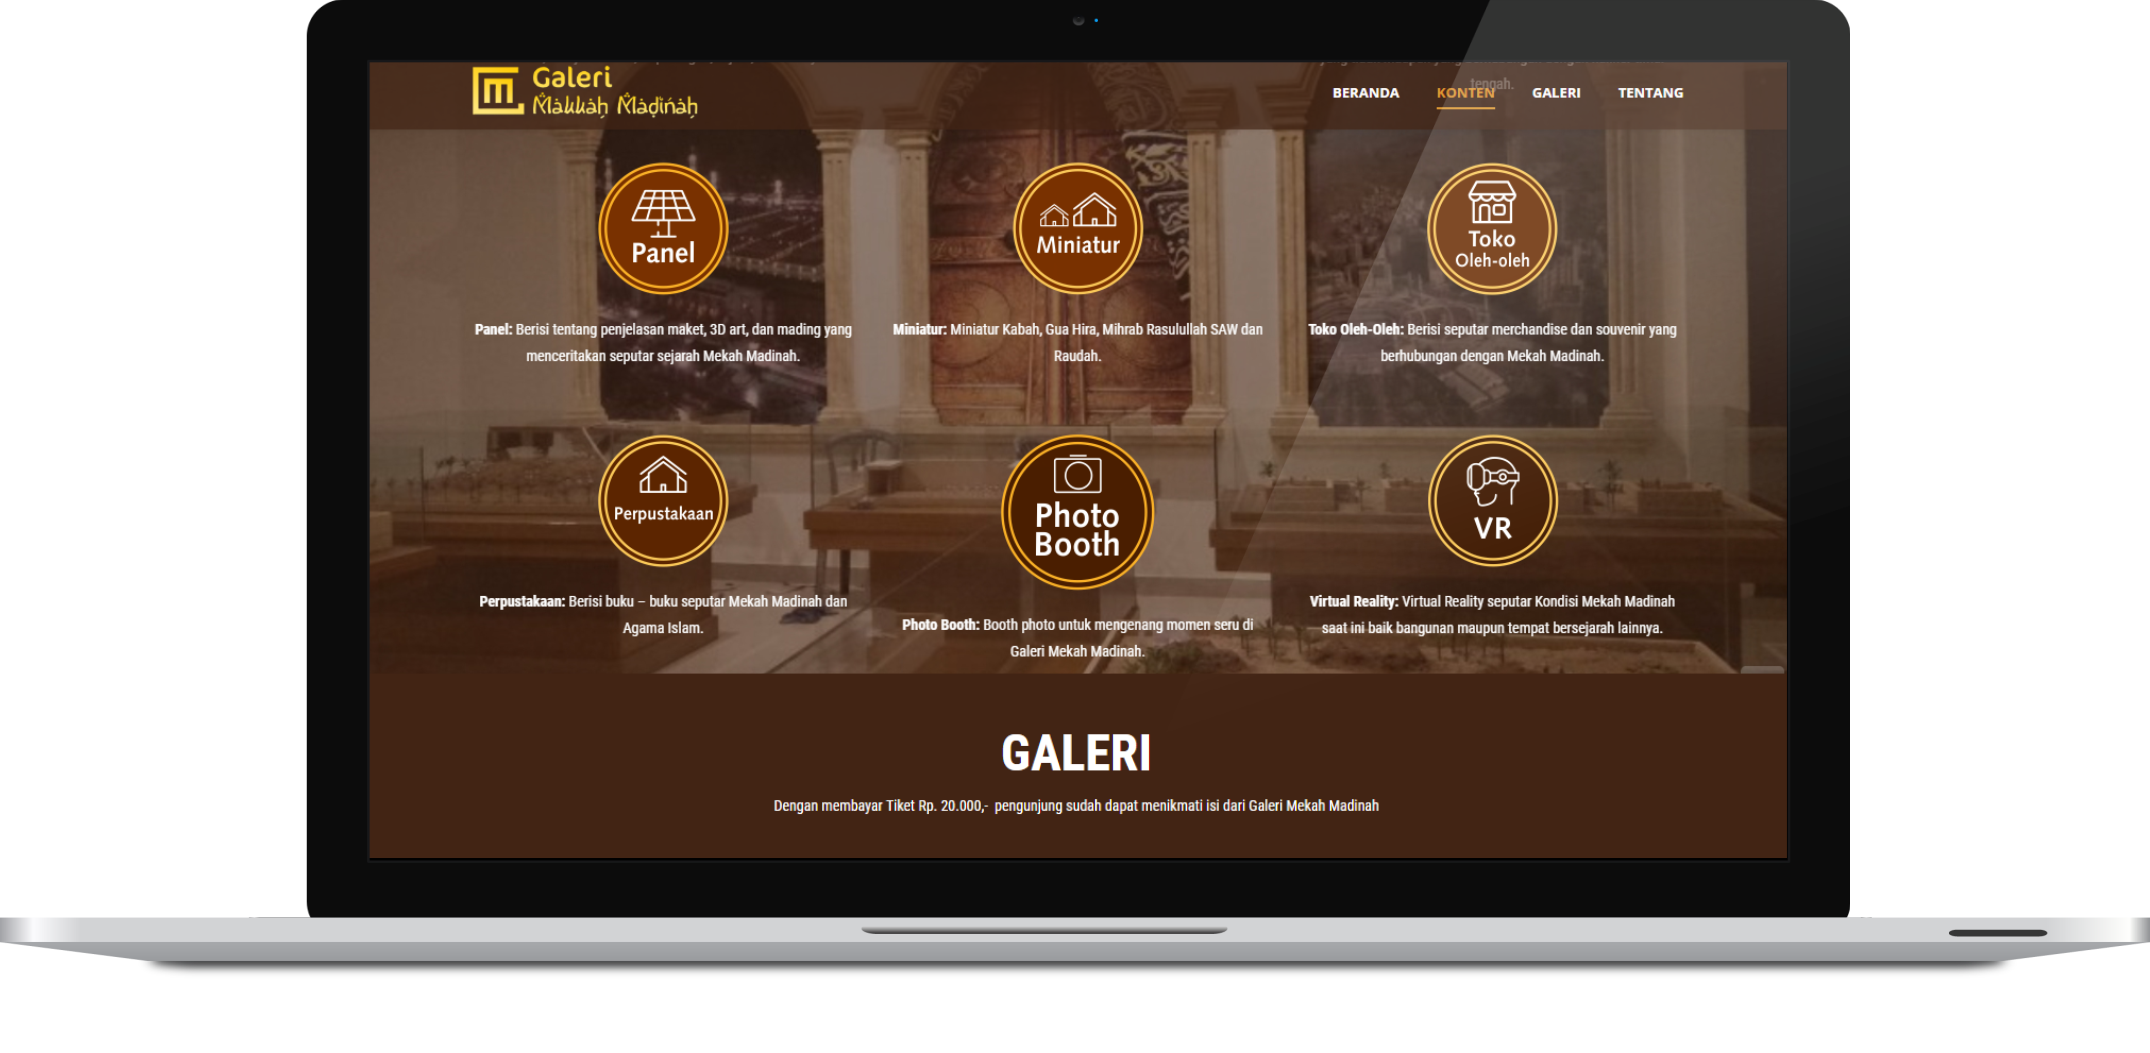 Galeri
Makkah Madinah
BERANDA KONTEN GALERI TENTANG
tengah.
Panel
Miniatur
Toko
Oleh-oleh
Panel: Berisi tentang penjelasan maket, 3D art, dan mading yang
menceritakan seputar sejarah Mekah Madinah.
Miniatur: Miniatur Kabah, Gua Hira, Mihrab Rasulullah SAW dan
Raudah.
Toko Oleh-Oleh: Berisi seputar merchandise dan souvenir yang
berhubungan dengan Mekah Madinah.
Perpustakaan
Photo
Booth
VR
Perpustakaan: Berisi buku – buku seputar Mekah Madinah dan
Agama Islam.
Photo Booth: Booth photo untuk mengenang momen seru di
Galeri Mekah Madinah.
Virtual Reality: Virtual Reality seputar Kondisi Mekah Madinah
saat ini baik bangunan maupun tempat bersejarah lainnya.
GALERI
Dengan membayar Tiket Rp. 20.000,- pengunjung sudah dapat menikmati isi dari Galeri Mekah Madinah